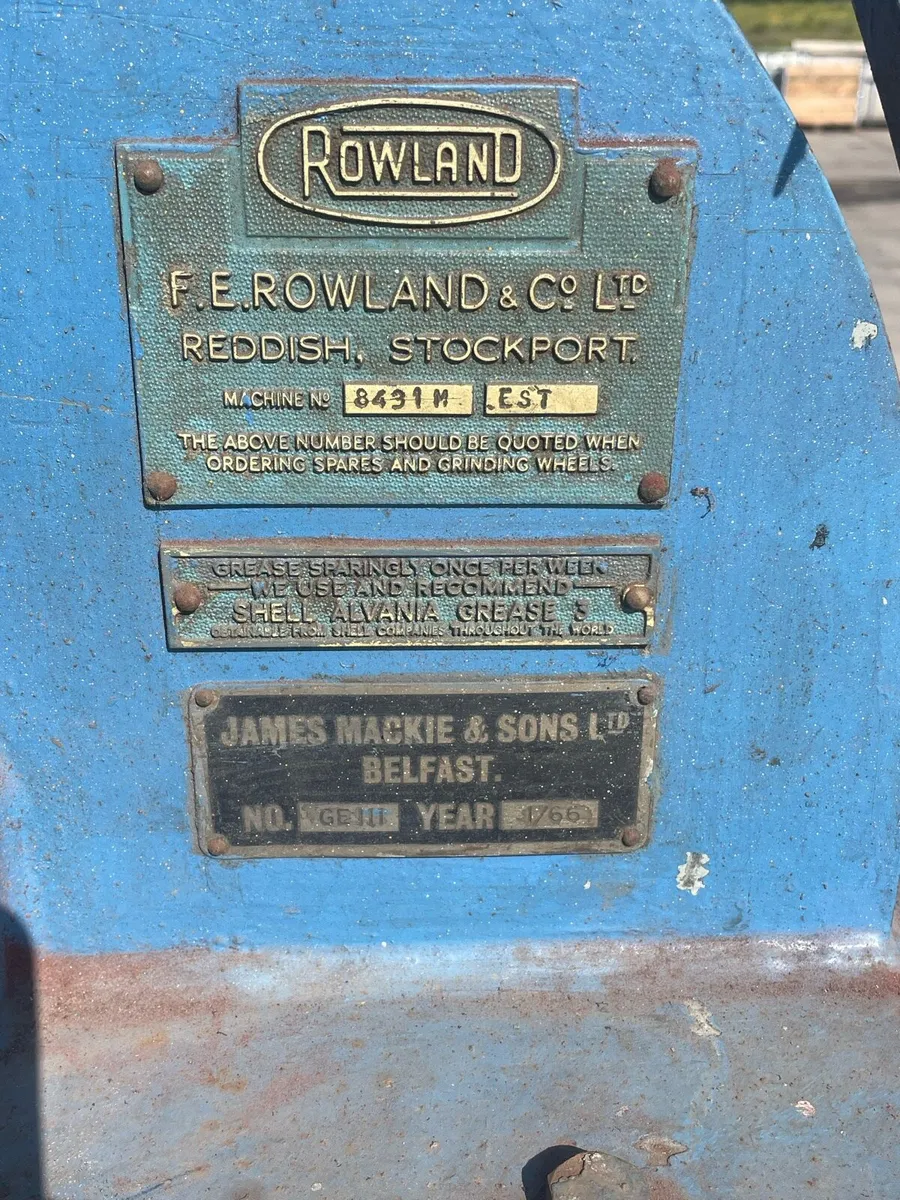 ROWLAND
F.E.ROWLAND & Cº LTD
REDDISH, STOCKPORT.
MACHINE Nº 8431M EST
THE ABOVE NUMBER SHOULD BE QUOTED WHEN
ORDERING SPARES AND GRINDING WHEELS.
GREASE SPARINGLY ONCE PER WEEK
WE USE AND RECOMMEND
SHELL ALVANIA GREASE 3
OBTAINABLE FROM SHELL COMPANIES THROUGHOUT THE WORLD
JAMES MACKIE & SONS LTD
BELFAST.
NO. YEAR 1/66